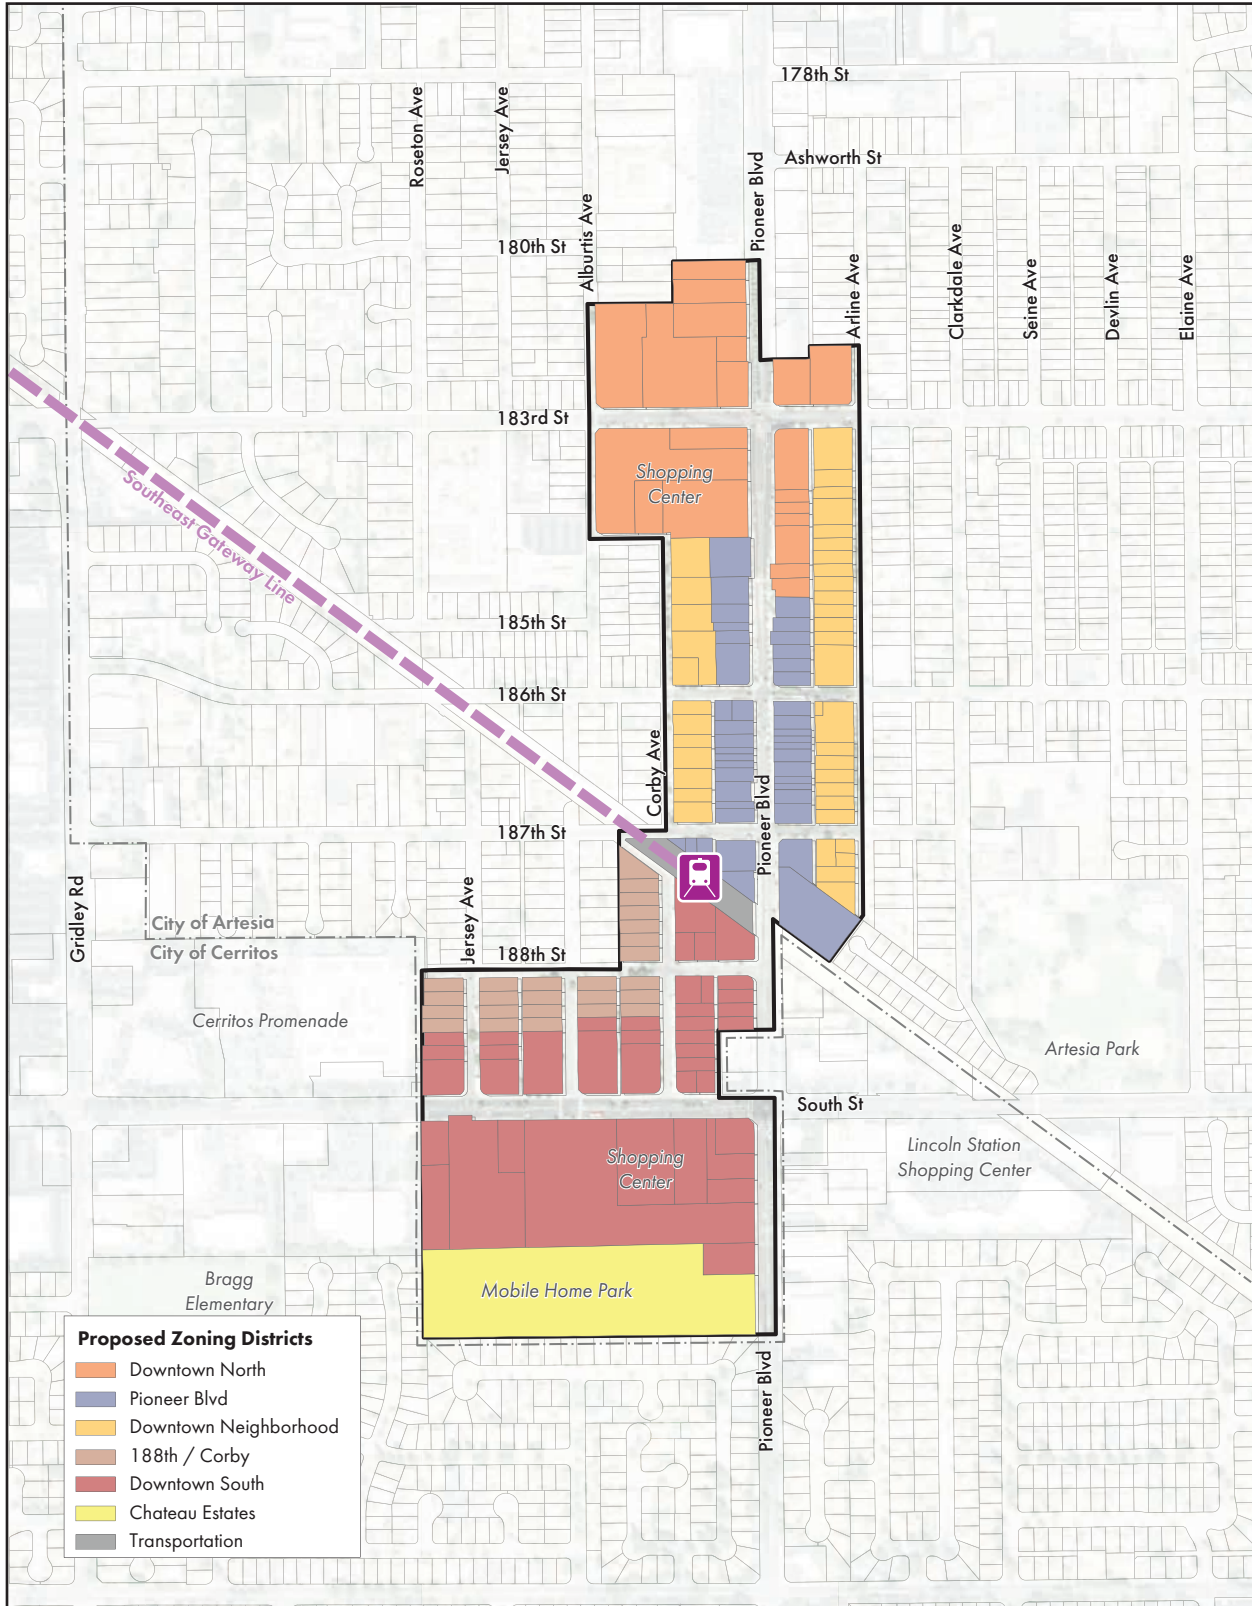 178th St
Ashworth St
Roseton Ave
Jersey Ave
Pioneer Blvd
Alburtis Ave
180th St
Arline Ave
Clarkdale Ave
Seine Ave
Devlin Ave
Elaine Ave
183rd St
Shopping
Center
Southeast Gateway Line
185th St
186th St
Corby Ave
Pioneer Blvd
187th St
Gridley Rd
Jersey Ave
City of Artesia
City of Cerritos
188th St
Cerritos Promenade
Artesia Park
South St
Lincoln Station
Shopping Center
Shopping
Center
Bragg
Elementary
Mobile Home Park
Pioneer Blvd
Proposed Zoning Districts
Downtown North
Pioneer Blvd
Downtown Neighborhood
188th / Corby
Downtown South
Chateau Estates
Transportation